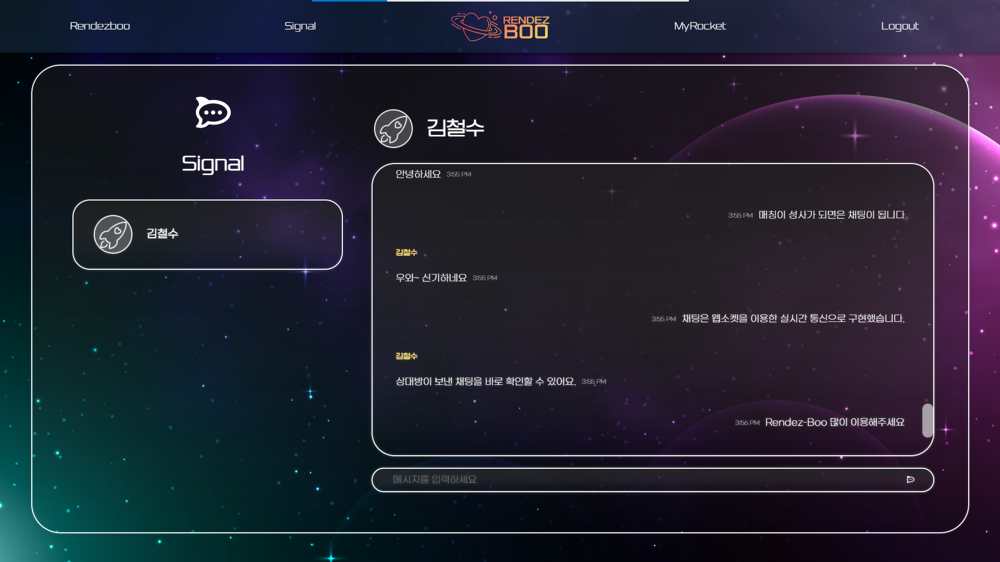 Rendezboo
Signal
RENDEZ
BOO
MyRocket
Logout
Signal
김철수
김철수
안녕하세요 3:55 PM
3:55 PM 매칭이 성사가 되면은 채팅이 됩니다
김철수
우와~ 신기하네요 3:55 PM
3:55 PM 채팅은 웹소켓을 이용한 실시간 통신으로 구현했습니다.
김철수
상대방이 보낸 채팅을 바로 확인할 수 있어요. 3:55 PM
3:56 PM Rendez-Boo 많이 이용해주세요
메시지를 입력하세요